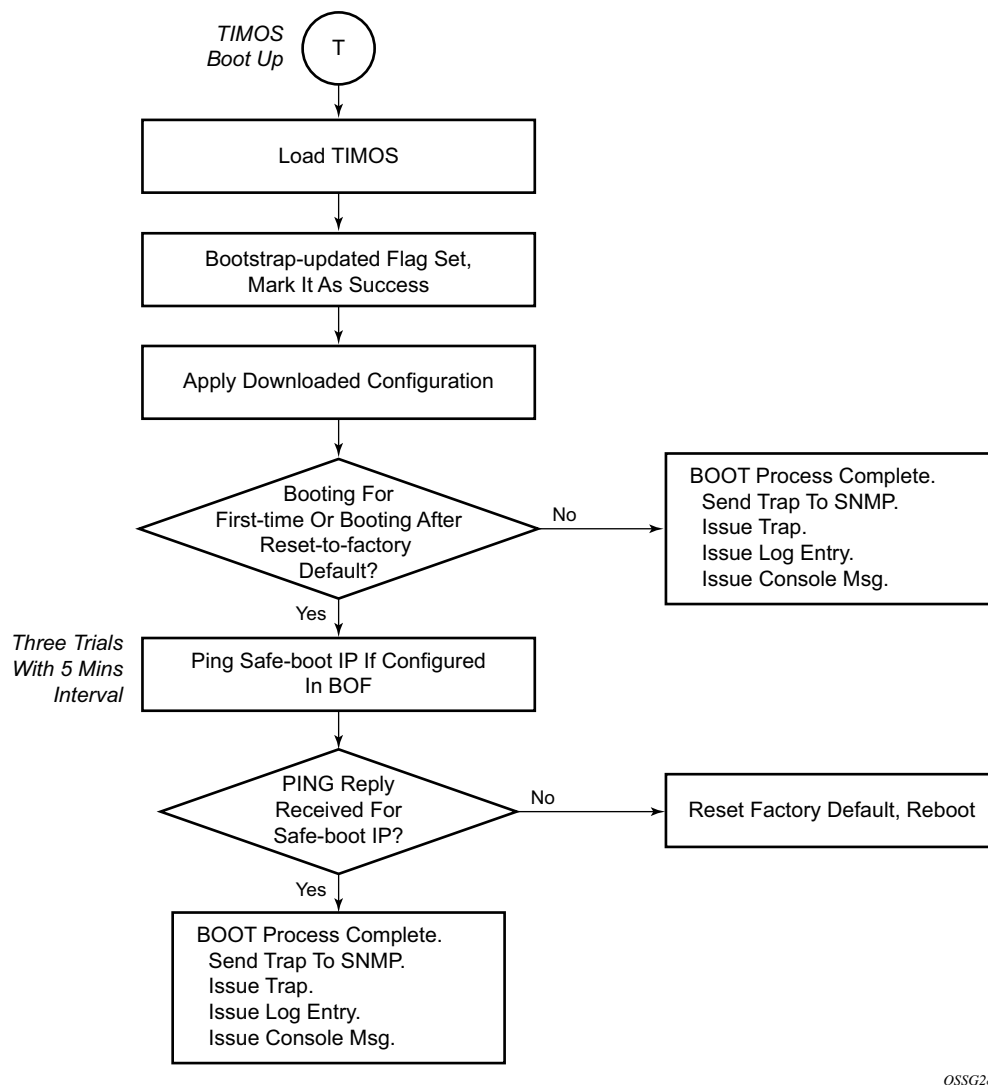 TIMOS
Boot Up
T
Load TIMOS
Bootstrap-updated Flag Set,
Mark It As Success
Apply Downloaded Configuration
Booting For
First-time Or Booting After
Reset-to-factory
Default?
No
BOOT Process Complete.
Send Trap To SNMP.
Issue Trap.
Issue Log Entry.
Issue Console Msg.
Yes
Three Trials
With 5 Mins
Interval
Ping Safe-boot IP If Configured
In BOF
PING Reply
Received For
Safe-boot IP?
No
Reset Factory Default, Reboot
Yes
BOOT Process Complete.
Send Trap To SNMP.
Issue Trap.
Issue Log Entry.
Issue Console Msg.